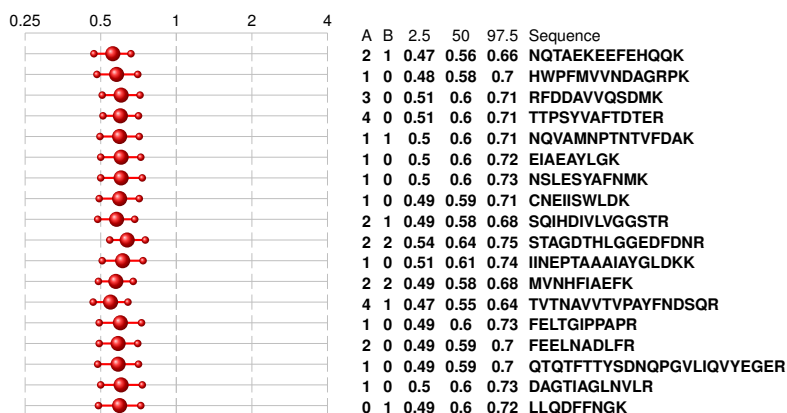 0.25 0.5 1 2 4
A B 2.5 50 97.5 Sequence
2 1 0.47 0.56 0.66 NQTAEKEEFEHQQK
1 0 0.48 0.58 0.7 HWPFMVVNDAGRPK
3 0 0.51 0.6 0.71 RFDDAVVQSDMK
4 0 0.51 0.6 0.71 TTPSYVAFTDTER
1 1 0.5 0.6 0.71 NQVAMNPTNTVFDAK
1 0 0.5 0.6 0.72 EIAEAYLGK
1 0 0.5 0.6 0.73 NSLESYAFNMK
1 0 0.49 0.59 0.71 CNEIISWLDK
2 1 0.49 0.58 0.68 SQIHDIVLVGGSTR
2 2 0.54 0.64 0.75 STAGDTHLGGEDFDNR
1 0 0.51 0.61 0.74 IINEPTAAAIAYGLDKK
2 2 0.49 0.58 0.68 MVNHFIAEFK
4 1 0.47 0.55 0.64 TVTNAVVTVPAYFNDSQR
1 0 0.49 0.6 0.73 FELTGIPPAPR
2 0 0.49 0.59 0.7 FEELNADLFR
1 0 0.49 0.59 0.7 QTQTFTTYSDNQPGVLIQVYEGER
1 0 0.5 0.6 0.73 DAGTIAGLNVLR
0 1 0.49 0.6 0.72 LLQDFFNGK